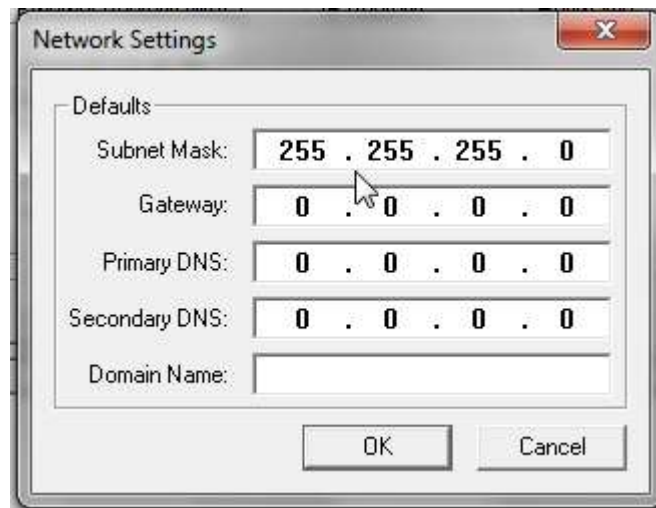 Network Settings
Defaults
Subnet Mask: 255 . 255 . 255 . 0
Gateway: 0 . 0 . 0 . 0
Primary DNS: 0 . 0 . 0 . 0
Secondary DNS: 0 . 0 . 0 . 0
Domain Name:
OK Cancel